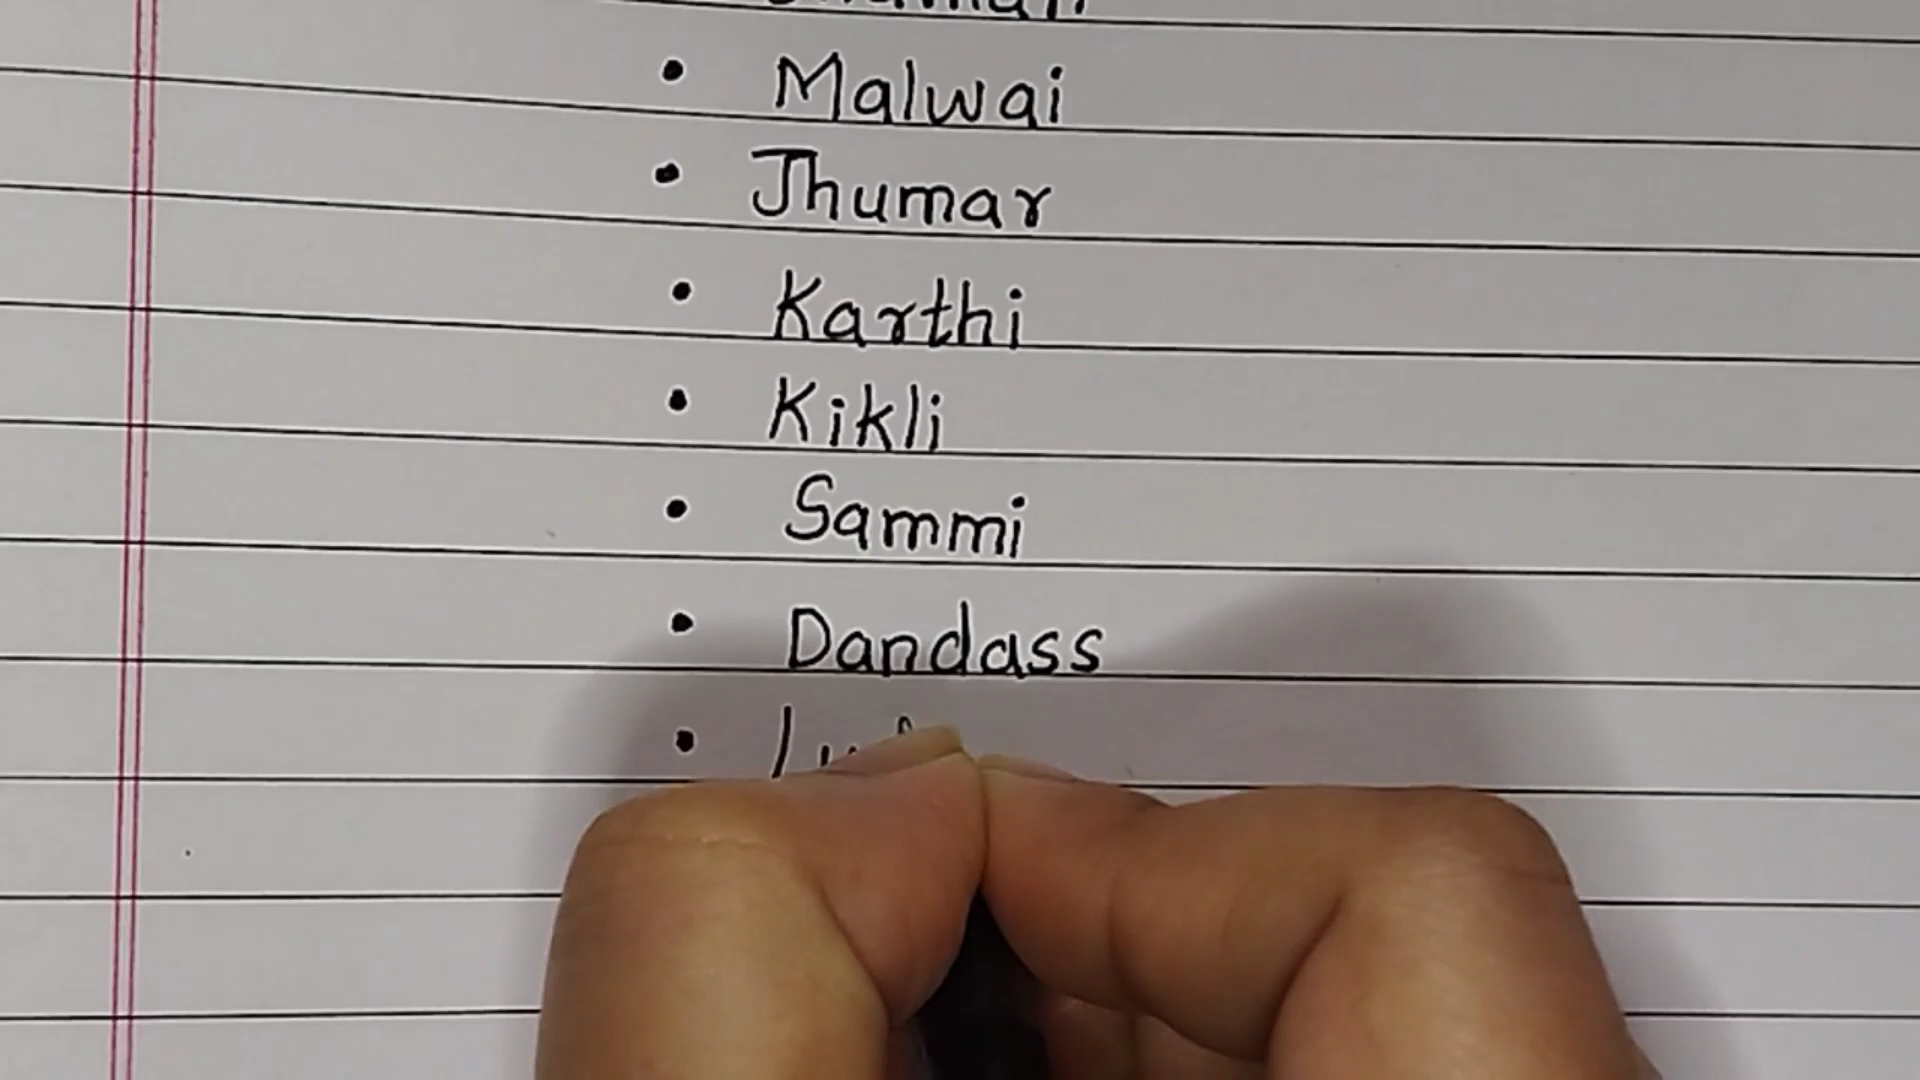 • Malwai
• Jhumar
• Karthi
• Kikli
• Sammi
• Dandass